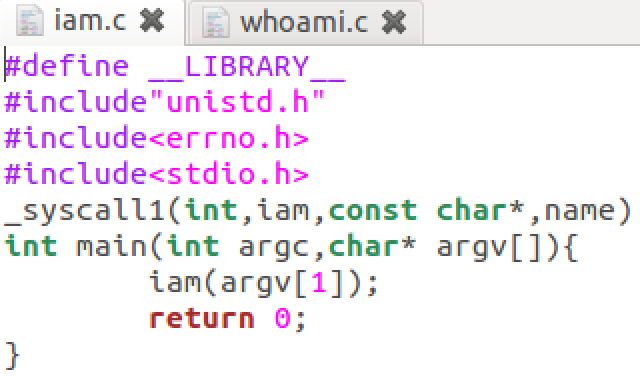 iam.c ✖ whoami.c ✖
#define __LIBRARY__
#include"unistd.h"
#include<errno.h>
#include<stdio.h>
_syscall1(int,iam,const char*,name)
int main(int argc,char* argv[]){
        iam(argv[1]);
        return 0;
}